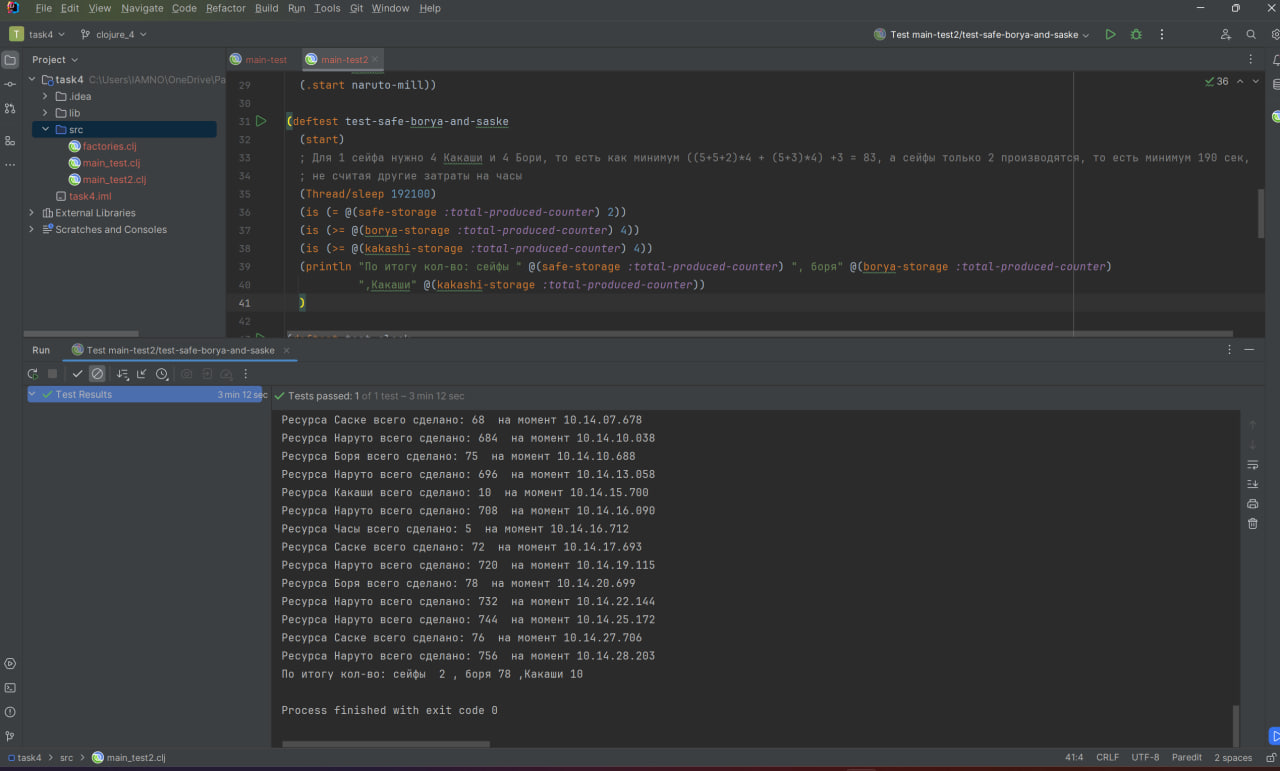 File Edit View Navigate Code Refactor Build Run Tools Git Window Help
T task4 clojure_4 Test main-test2/test-safe-borya-and-saske
Project main-test main-test2
task4 C:\Users\IAMNO\OneDrive\Pa
.idea
lib
src
factories.clj
main_test.clj
main_test2.clj
task4.iml
External Libraries
Scratches and Consoles
36
29 (.start naruto-mill))
30
31 (deftest test-safe-borya-and-saske
32 (start)
33 ; Для 1 сейфа нужно 4 Какаши и 4 Бори, то есть как минимум ((5+5+2)*4 + (5+3)*4) +3 = 83, а сейфы только 2 производятся, то есть минимум 190 сек,
34 ; не считая другие затраты на часы
35 (Thread/sleep 192100)
36 (is (= @(safe-storage :total-produced-counter) 2))
37 (is (>= @(borya-storage :total-produced-counter) 4))
38 (is (>= @(kakashi-storage :total-produced-counter) 4))
39 (println "По итогу кол-во: сейфы " @(safe-storage :total-produced-counter) ", боря" @(borya-storage :total-produced-counter)
40 ",Какаши" @(kakashi-storage :total-produced-counter))
41 )
42
Run Test main-test2/test-safe-borya-and-saske
Test Results 3 min 12 sec
Tests passed: 1 of 1 test – 3 min 12 sec
Ресурса Саске всего сделано: 68 на момент 10.14.07.678
Ресурса Наруто всего сделано: 684 на момент 10.14.10.038
Ресурса Боря всего сделано: 75 на момент 10.14.10.688
Ресурса Наруто всего сделано: 696 на момент 10.14.13.058
Ресурса Какаши всего сделано: 10 на момент 10.14.15.700
Ресурса Наруто всего сделано: 708 на момент 10.14.16.090
Ресурса Часы всего сделано: 5 на момент 10.14.16.712
Ресурса Саске всего сделано: 72 на момент 10.14.17.693
Ресурса Наруто всего сделано: 720 на момент 10.14.19.115
Ресурса Боря всего сделано: 78 на момент 10.14.20.699
Ресурса Наруто всего сделано: 732 на момент 10.14.22.144
Ресурса Наруто всего сделано: 744 на момент 10.14.25.172
Ресурса Саске всего сделано: 76 на момент 10.14.27.706
Ресурса Наруто всего сделано: 756 на момент 10.14.28.203
По итогу кол-во: сейфы 2 , боря 78 ,Какаши 10
Process finished with exit code 0
task4 > src > main_test2.clj 41:4 CRLF UTF-8 Paredit 2 spaces